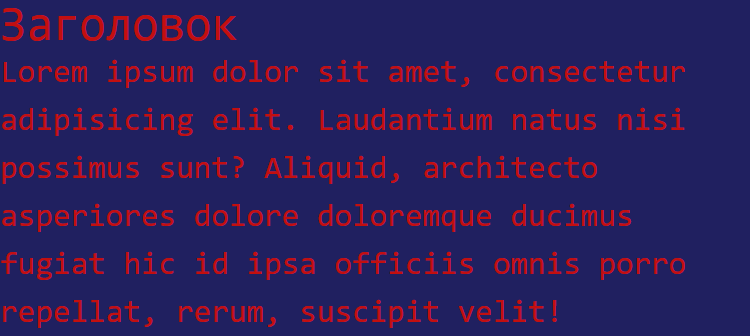 Заголовок
Lorem ipsum dolor sit amet, consectetur
adipisicing elit. Laudantium natus nisi
possimus sunt? Aliquid, architecto
asperiores dolore doloremque ducimus
fugiat hic id ipsa officiis omnis porro
repellat, rerum, suscipit velit!